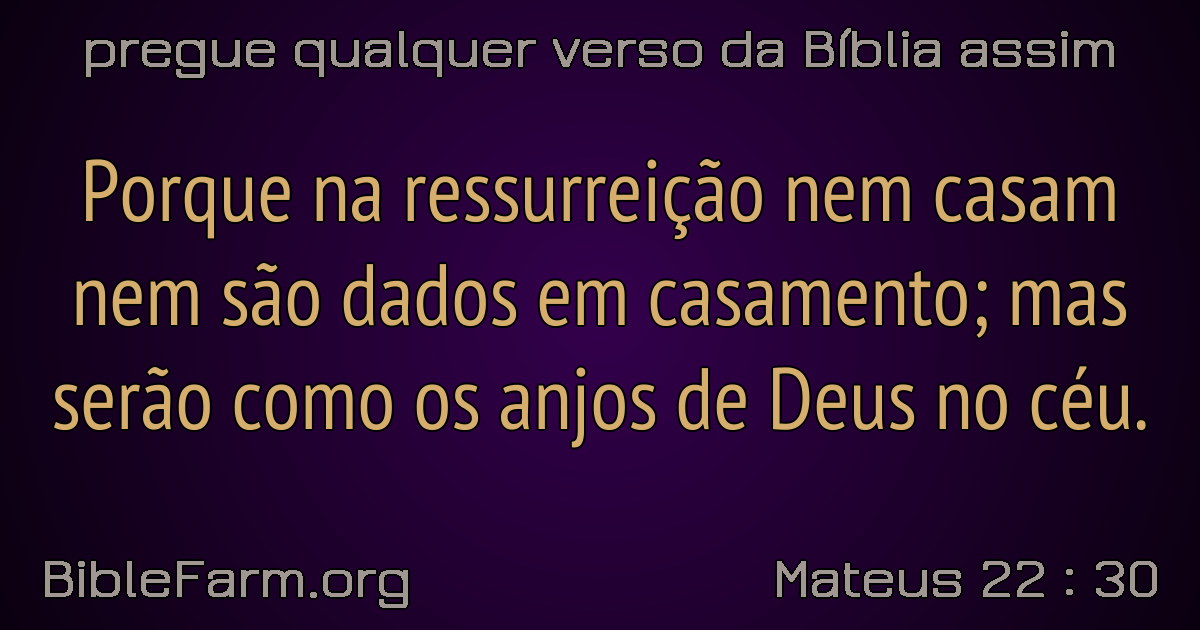 pregue qualquer verso da Bíblia assim
Porque na ressurreição nem casam
nem são dados em casamento; mas
serão como os anjos de Deus no céu.
BibleFarm.org
Mateus 22 : 30